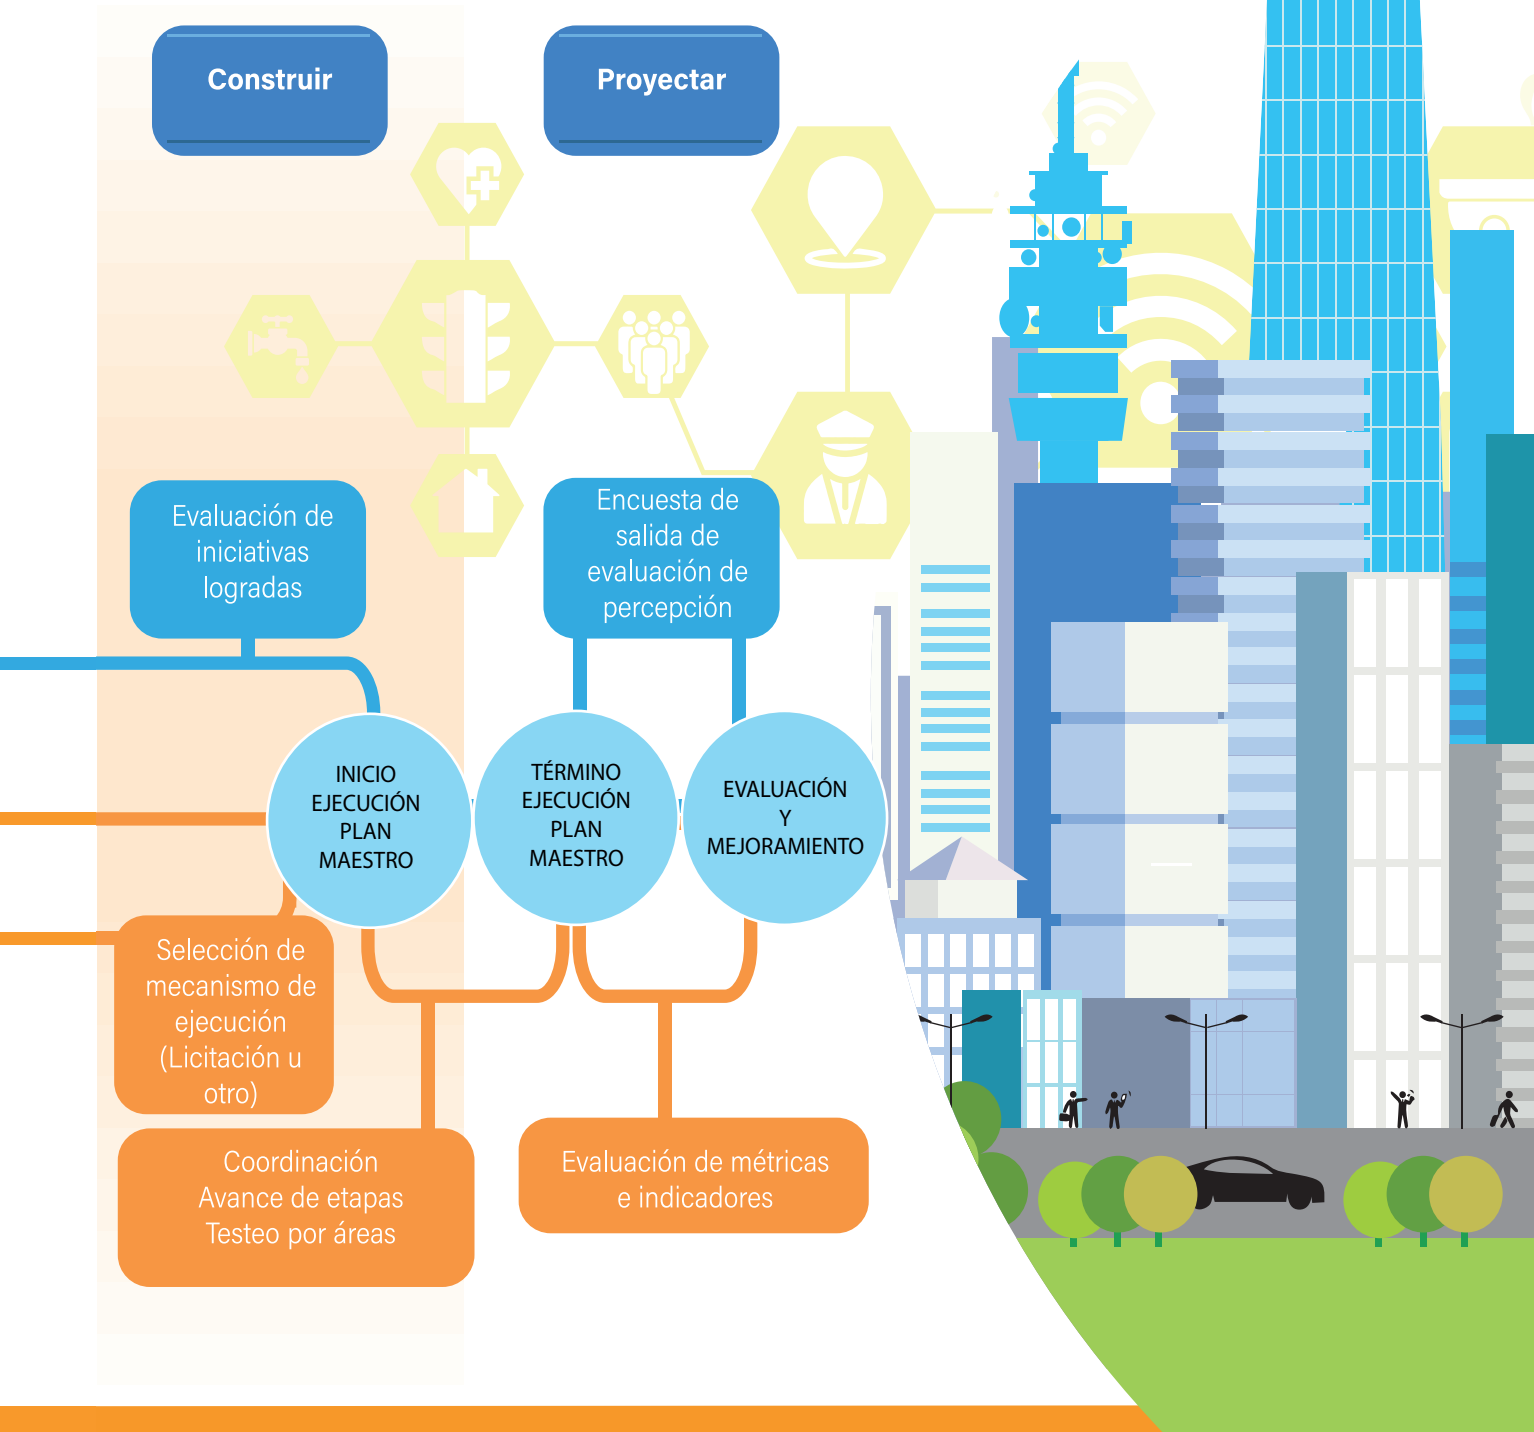 Construir
Proyectar
Evaluación de
iniciativas
logradas
Encuesta de
salida de
evaluación de
percepción
INICIO
EJECUCIÓN
PLAN
MAESTRO
TÉRMINO
EJECUCIÓN
PLAN
MAESTRO
EVALUACIÓN
Y
MEJORAMIENTO
Selección de
mecanismo de
ejecución
(Licitación u
otro)
Coordinación
Avance de etapas
Testeo por áreas
Evaluación de métricas
e indicadores